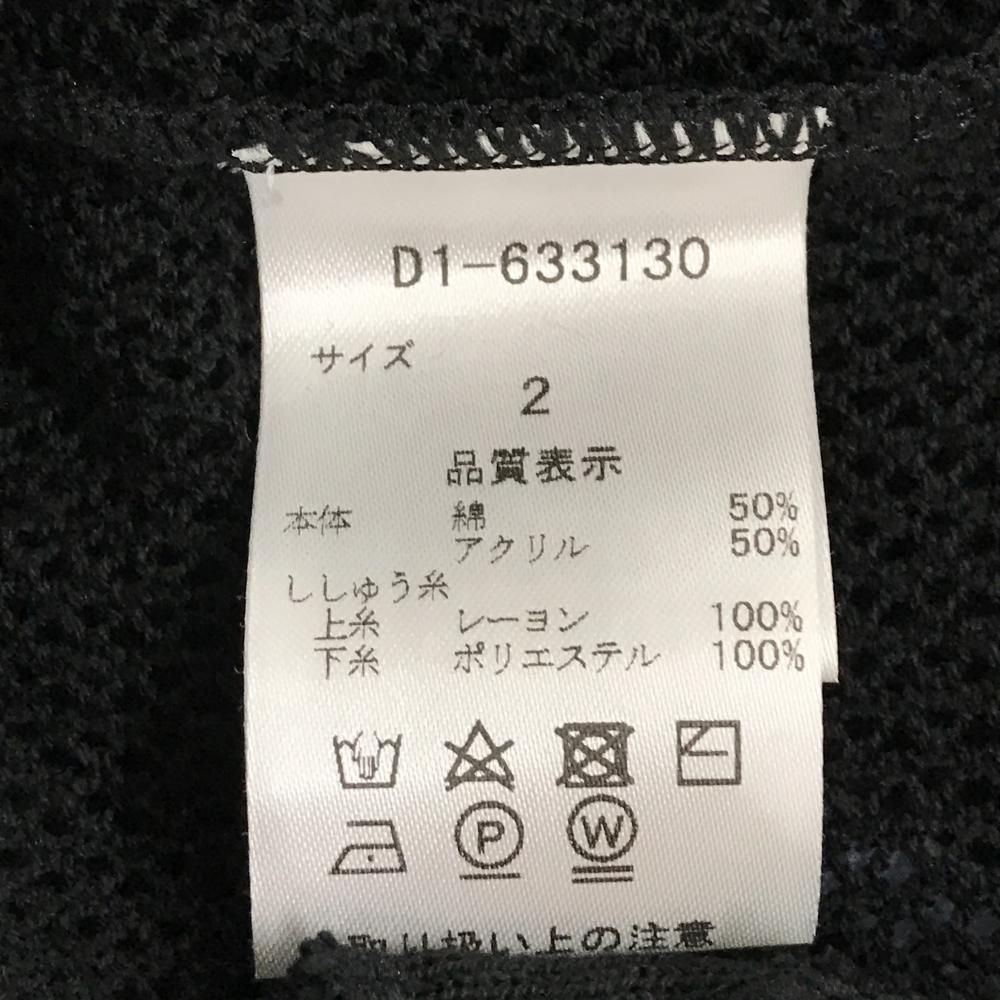 D1-633130
サイズ
2
品質表示
本体 綿 50%
アクリル 50%
ししゅう糸
上糸 レーヨン 100%
下糸 ポリエステル 100%
P W
取り扱い上の注意